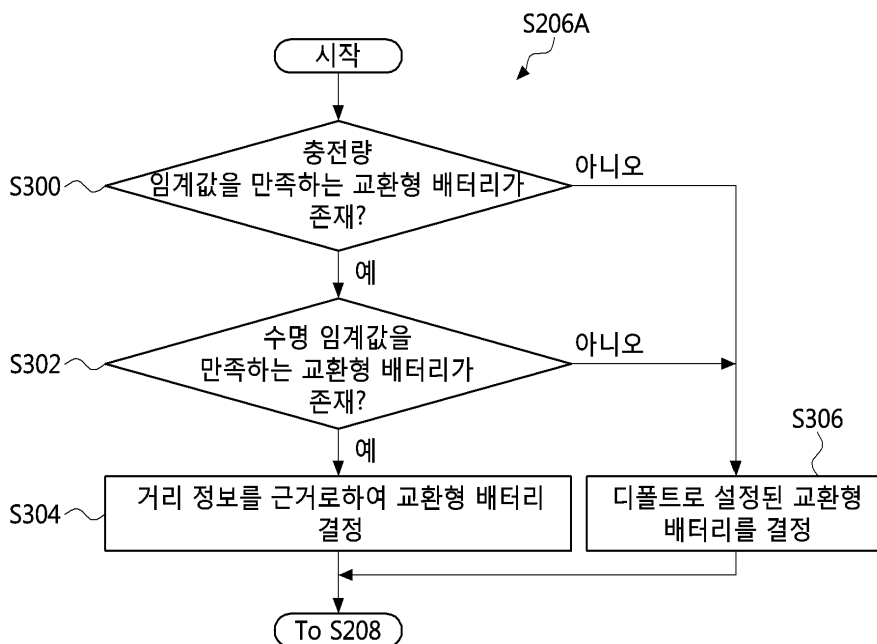 S206A
시작
충전량
임계값을 만족하는 교환형 배터리가
존재?
S300
아니오
예
수명 임계값을
만족하는 교환형 배터리가
존재?
S302
아니오
예
S306
거리 정보를 근거로하여 교환형 배터리
결정
S304
디폴트로 설정된 교환형
배터리를 결정
To S208